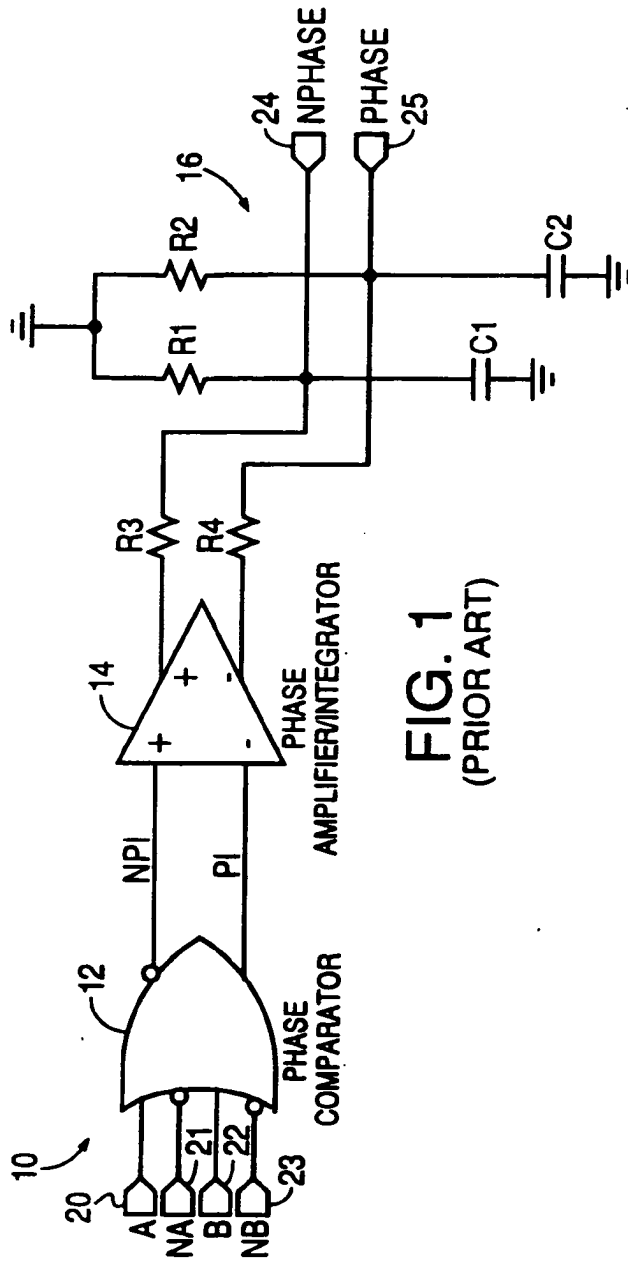 10
12
14
16
20 A
NA 21
B 22
NB 23
PHASE
COMPARATOR
NPI
PI
+
-
+
-
PHASE
AMPLIFIER/INTEGRATOR
R3
R4
R1
R2
C1
C2
24
NPHASE
PHASE
25
FIG. 1
(PRIOR ART)